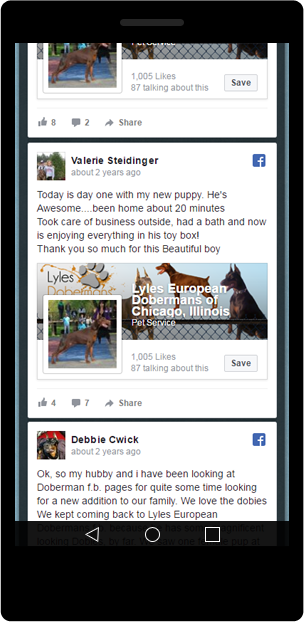 Pet Service
1,005 Likes
87 talking about this
Save
8 2 Share
Valerie Steidinger
about 2 years ago
Today is day one with my new puppy. He's
Awesome....been home about 20 minutes
Took care of business outside, had a bath and now
is enjoying everything in his toy box!
Thank you so much for this Beautiful boy
Lyles
Dobermans
Lyles European
Dobermans of
Chicago, Illinois
Pet Service
1,005 Likes
87 talking about this
Save
4 7 Share
Debbie Cwick
about 2 years ago
Ok, so my hubby and i have been looking at
Doberman f.b. pages for quite some time looking
for a new addition to our family. We love the dobies
We kept coming back to Lyles European